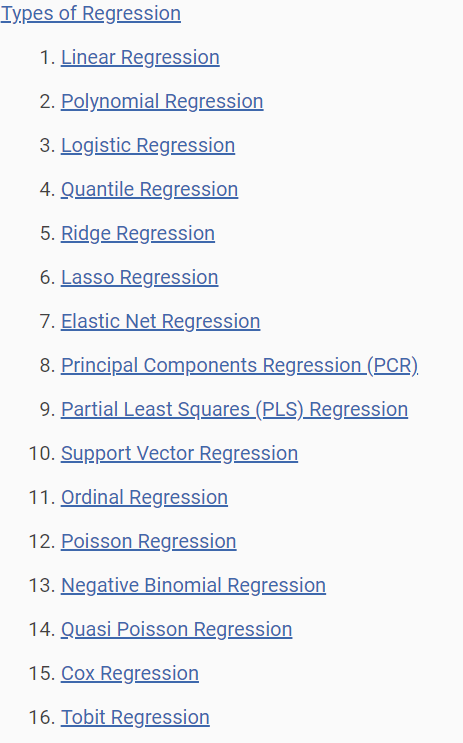 Types of Regression
1. Linear Regression
2. Polynomial Regression
3. Logistic Regression
4. Quantile Regression
5. Ridge Regression
6. Lasso Regression
7. Elastic Net Regression
8. Principal Components Regression (PCR)
9. Partial Least Squares (PLS) Regression
10. Support Vector Regression
11. Ordinal Regression
12. Poisson Regression
13. Negative Binomial Regression
14. Quasi Poisson Regression
15. Cox Regression
16. Tobit Regression